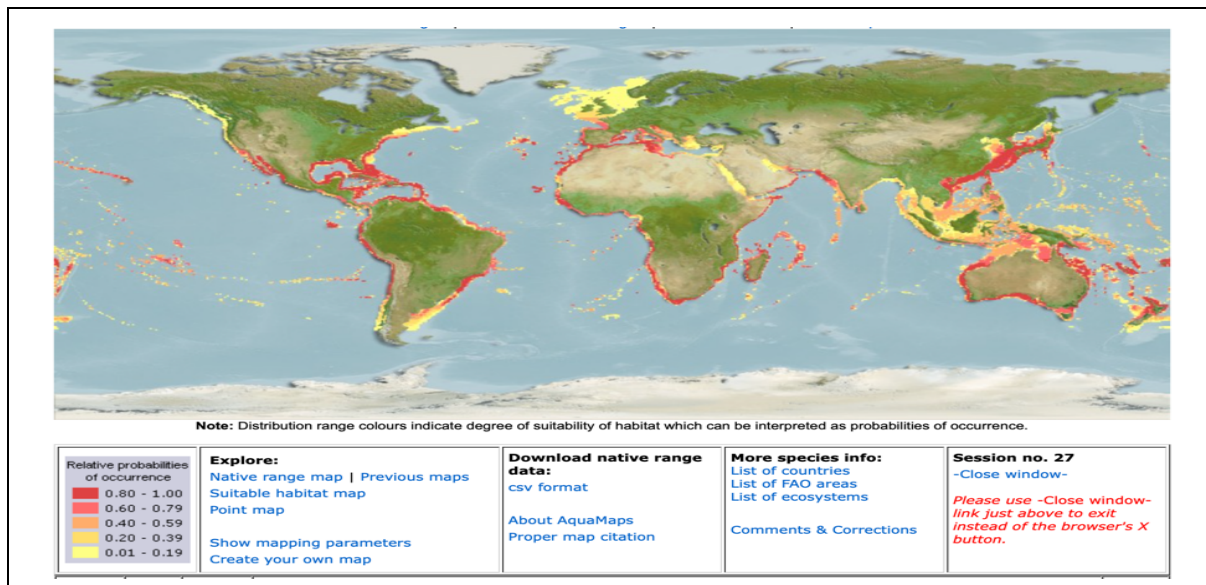 Note: Distribution range colours indicate degree of suitability of habitat which can be interpreted as probabilities of occurrence.
Relative probabilities
of occurrence
0.80 - 1.00
0.60 - 0.79
0.40 - 0.59
0.20 - 0.39
0.01 - 0.19
Explore:
Native range map | Previous maps
Suitable habitat map
Point map
Show mapping parameters
Create your own map
Download native range
data:
csv format
About AquaMaps
Proper map citation
More species info:
List of countries
List of FAO areas
List of ecosystems
Comments & Corrections
Session no. 27
-Close window-
Please use -Close window-
link just above to exit
instead of the browser's X
button.